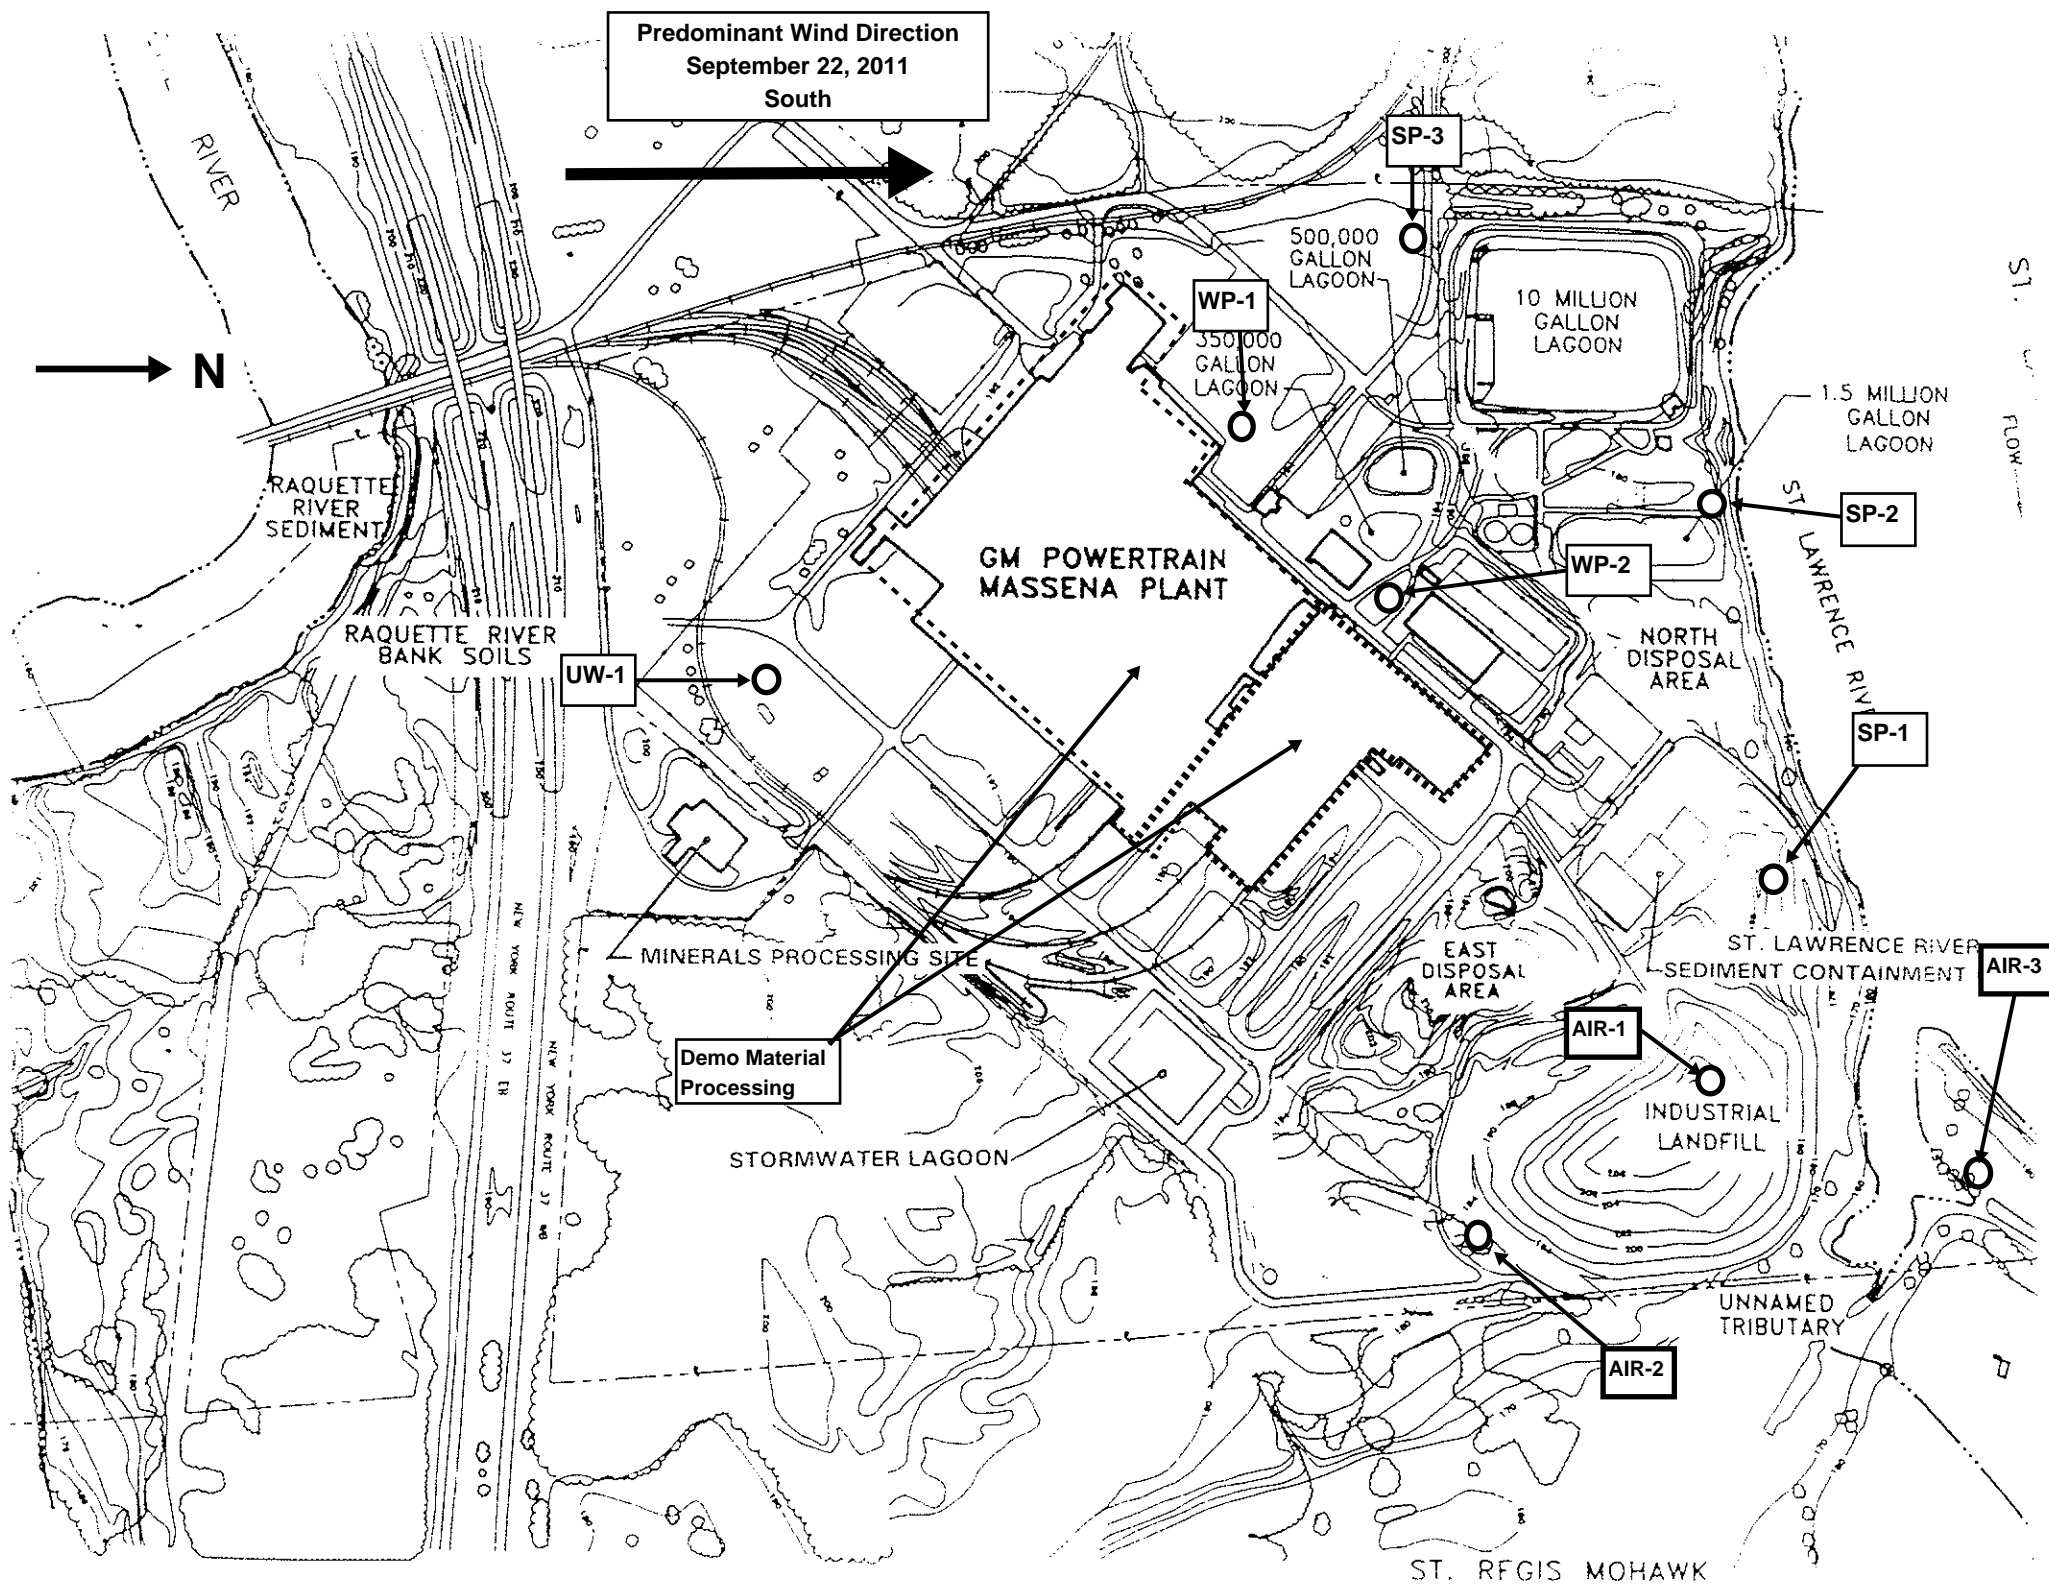 Predominant Wind Direction
September 22, 2011
South
RIVER
SP-3
500,000
GALLON
LAGOON
10 MILLION
GALLON
LAGOON
WP-1
350,000
GALLON
LAGOON
N
ST.
FLOW
1.5 MILLION
GALLON
LAGOON
RAQUETTE
RIVER
SEDIMENT
SP-2
ST. LAWRENCE
GM POWERTRAIN
MASSENA PLANT
WP-2
RAQUETTE RIVER
BANK SOILS
NORTH
DISPOSAL
AREA
UW-1
SP-1
NEW YORK ROUTE 37 EB
NEW YORK ROUTE 37 WB
MINERALS PROCESSING SITE
EAST
DISPOSAL
AREA
ST. LAWRENCE RIVER
SEDIMENT CONTAINMENT
AIR-3
AIR-1
Demo Material
Processing
INDUSTRIAL
LANDFILL
STORMWATER LAGOON
UNNAMED
TRIBUTARY
AIR-2
ST. REGIS MOHAWK